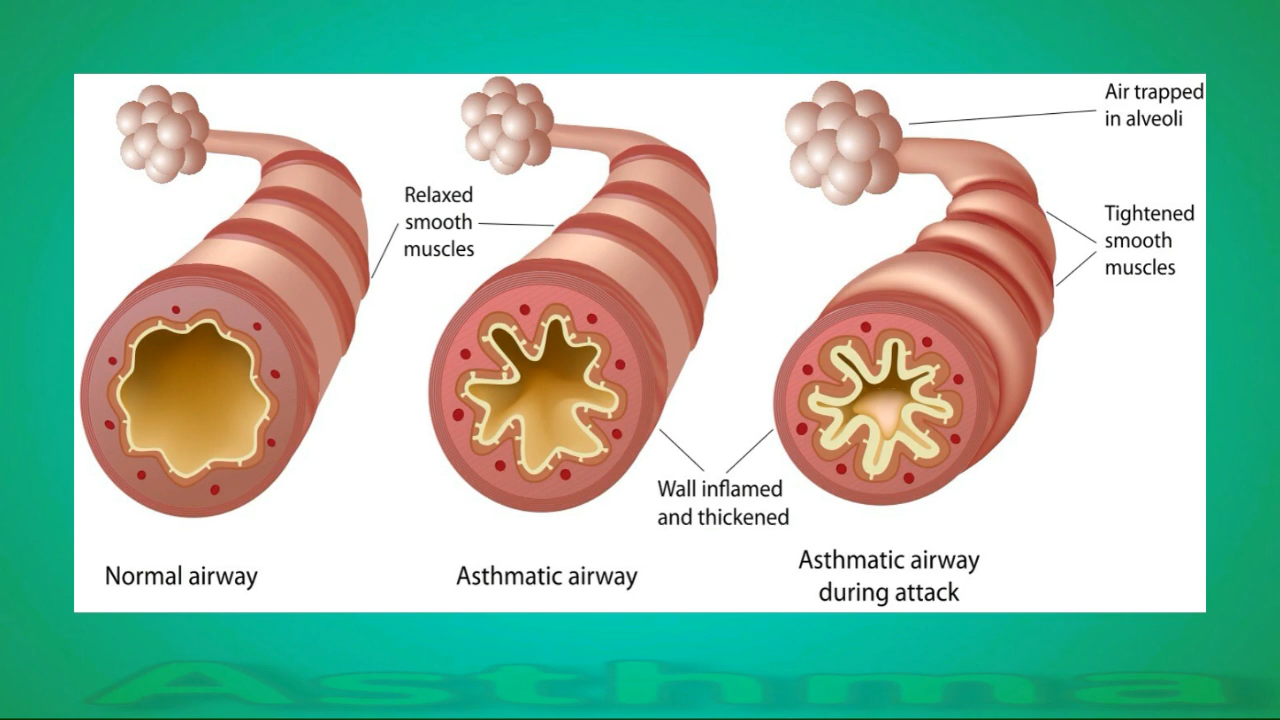 Air trapped
in alveoli
Relaxed
smooth
muscles
Tightened
smooth
muscles
Wall inflamed
and thickened
Normal airway
Asthmatic airway
Asthmatic airway
during attack
Asthma